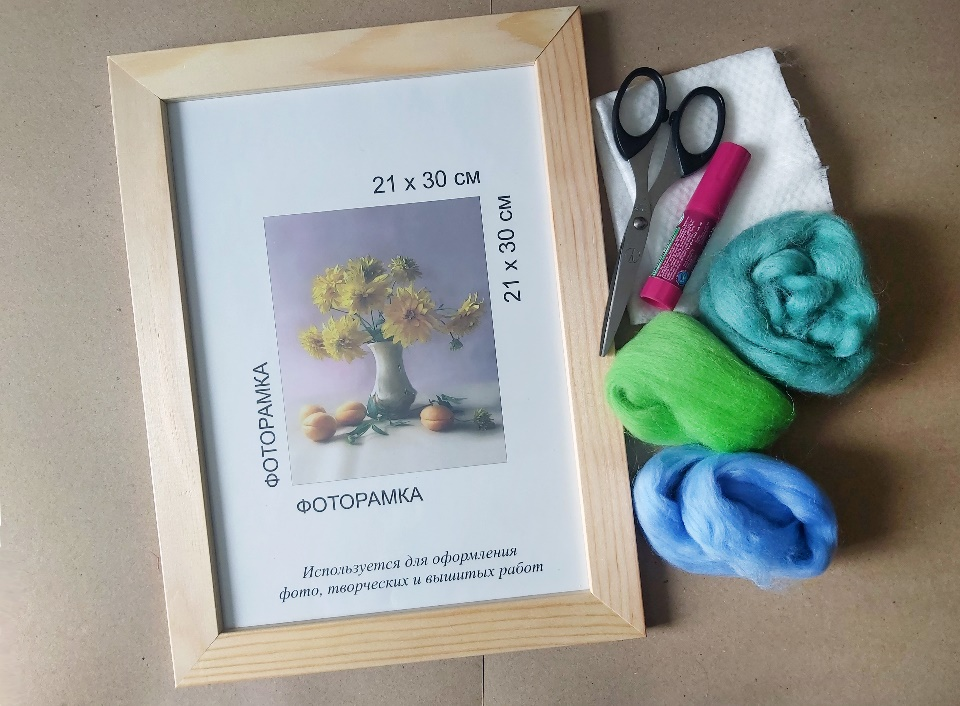 21 x 30 см
21 x 30 см
ФОТОРАМКА
ФОТОРАМКА
Используется для оформления
фото, творческих и вышитых работ